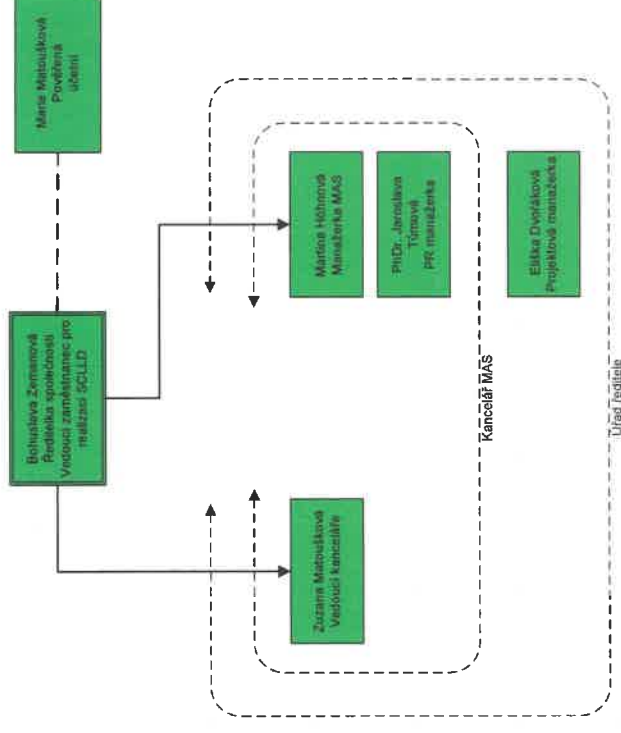 Marie Matoušková
Pověřená
účetní
Bohuslava Zemanová
Ředitelka společnosti
Vedoucí zaměstnanec pro
realizaci SCLLD
Zuzana Matoušková
Vedoucí kanceláře
Martina Höhnová
Manažerka MAS
PhDr. Jaroslava
Tůmová
PR manažerka
Eliška Dvořáková
Projektová manažerka
Kancelář MAS
Úřad ředitele